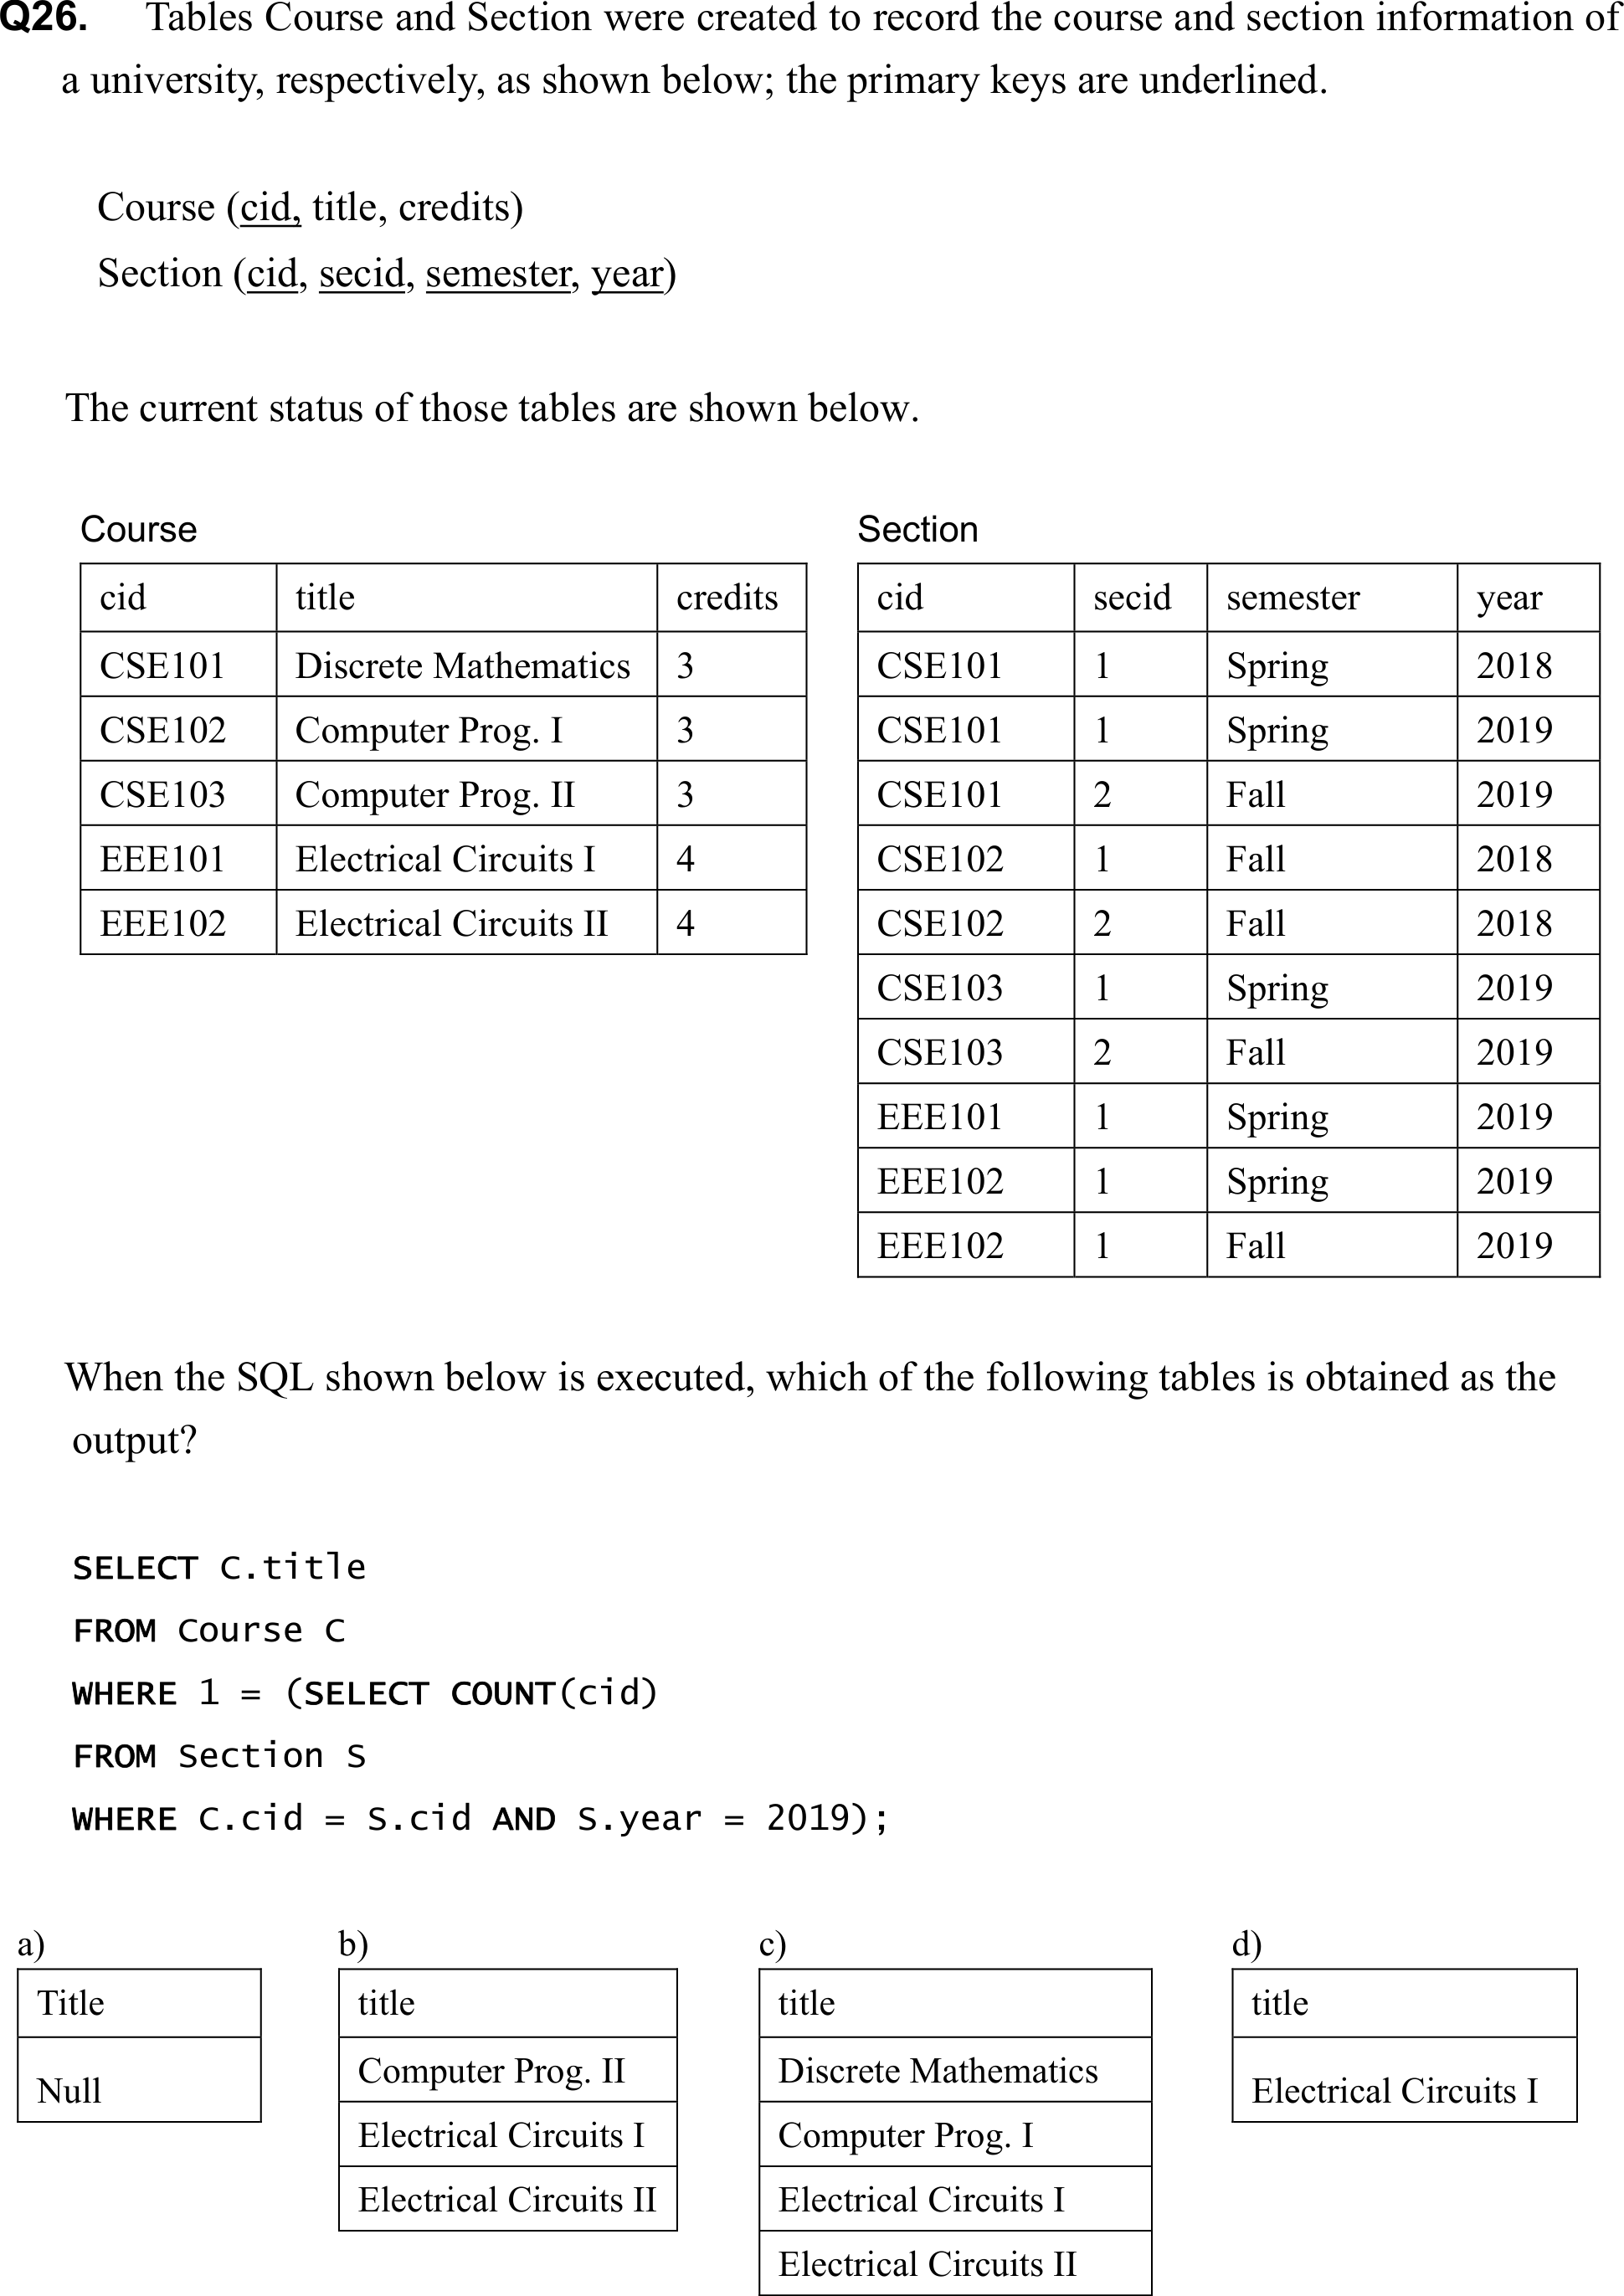 Q26. Tables Course and Section were created to record the course and section information of
a university, respectively, as shown below; the primary keys are underlined.
Course (cid, title, credits)
Section (cid, secid, semester, year)
The current status of those tables are shown below.
Course
cid title credits
CSE101 Discrete Mathematics 3
CSE102 Computer Prog. I 3
CSE103 Computer Prog. II 3
EEE101 Electrical Circuits I 4
EEE102 Electrical Circuits II 4
Section
cid secid semester year
CSE101 1 Spring 2018
CSE101 1 Spring 2019
CSE101 2 Fall 2019
CSE102 1 Fall 2018
CSE102 2 Fall 2018
CSE103 1 Spring 2019
CSE103 2 Fall 2019
EEE101 1 Spring 2019
EEE102 1 Spring 2019
EEE102 1 Fall 2019
When the SQL shown below is executed, which of the following tables is obtained as the
output?
SELECT C.title
FROM Course C
WHERE 1 = (SELECT COUNT(cid)
FROM Section S
WHERE C.cid = S.cid AND S.year = 2019);
a)
Title
Null
b)
title
Computer Prog. II
Electrical Circuits I
Electrical Circuits II
c)
title
Discrete Mathematics
Computer Prog. I
Electrical Circuits I
Electrical Circuits II
d)
title
Electrical Circuits I